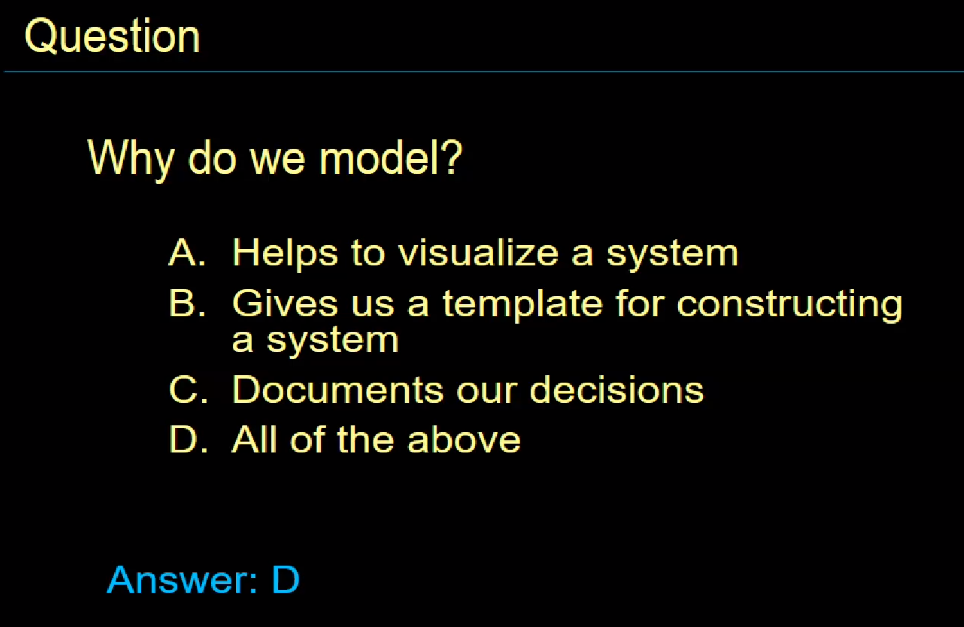 Question
Why do we model?
A. Helps to visualize a system
B. Gives us a template for constructing
a system
C. Documents our decisions
D. All of the above
Answer: D